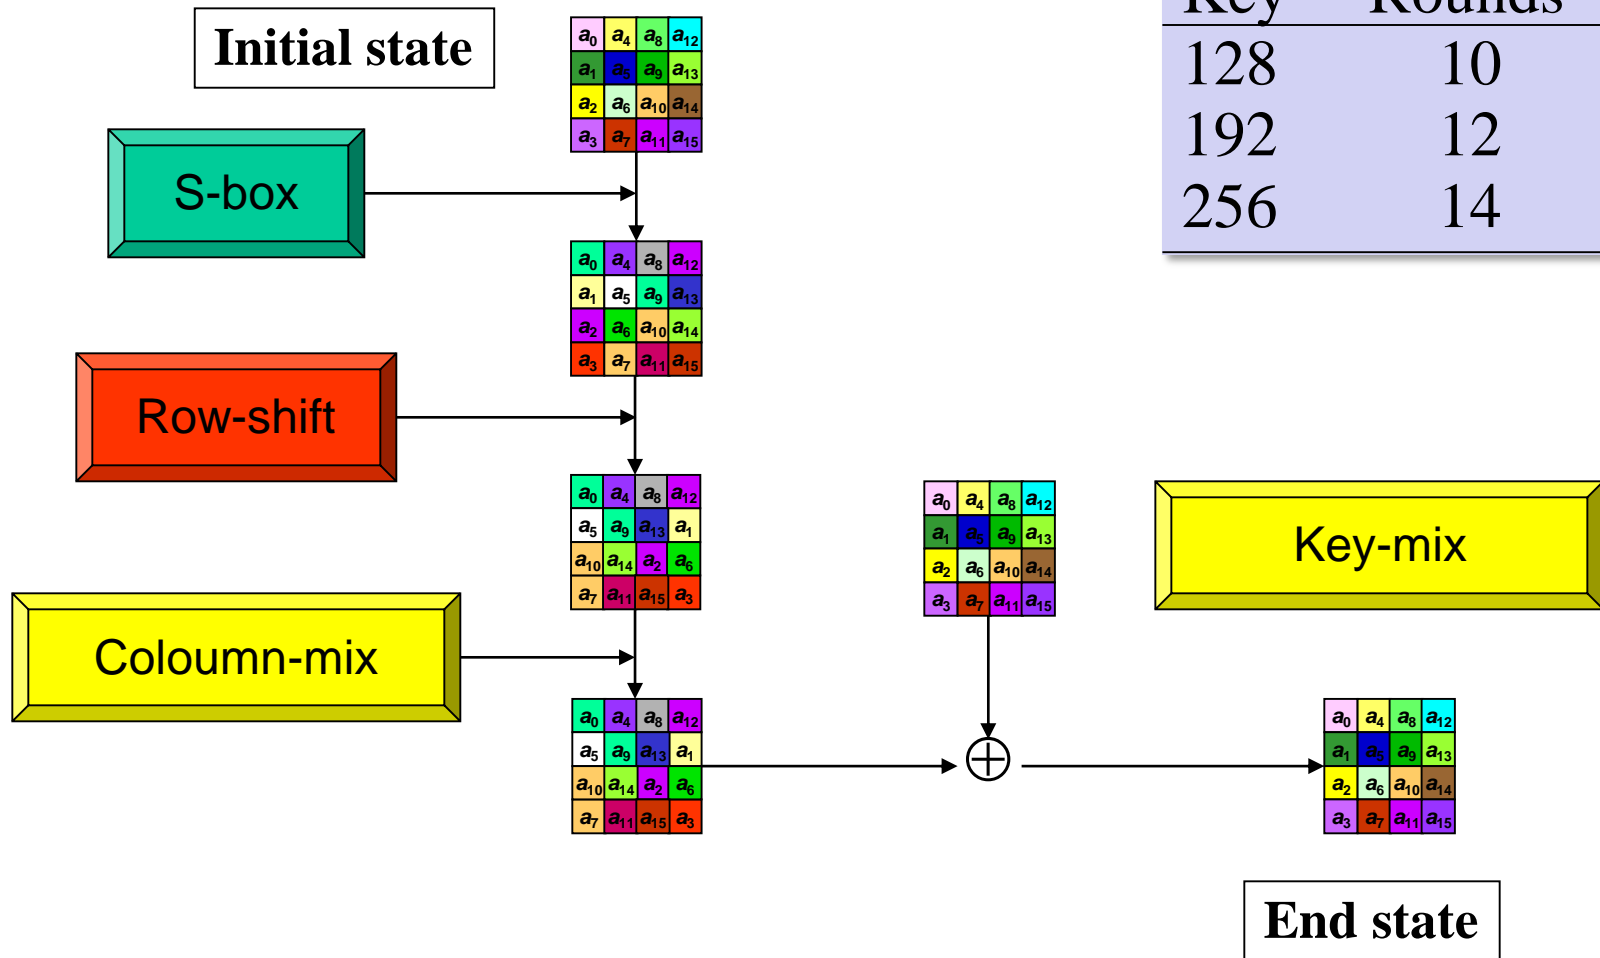 Initial state
Key Rounds
128 10
192 12
256 14
a0 a4 a8 a12
a1 a5 a9 a13
a2 a6 a10 a14
a3 a7 a11 a15
S-box
a0 a4 a8 a12
a1 a5 a9 a13
a2 a6 a10 a14
a3 a7 a11 a15
Row-shift
a0 a4 a8 a12
a5 a9 a13 a1
a10 a14 a2 a6
a7 a11 a15 a3
a0 a4 a8 a12
a1 a5 a9 a13
a2 a6 a10 a14
a3 a7 a11 a15
Key-mix
Coloumn-mix
a0 a4 a8 a12
a5 a9 a13 a1
a10 a14 a2 a6
a7 a11 a15 a3
a0 a4 a8 a12
a1 a5 a9 a13
a2 a6 a10 a14
a3 a7 a11 a15
End state